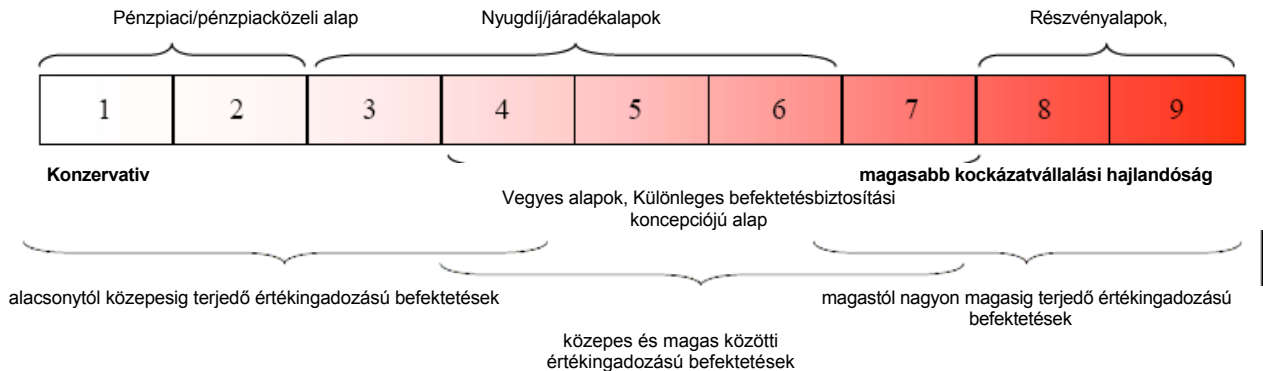 Pénzpiaci/pénzpiacközeli alap
Nyugdíj/járadékalapok
Részvényalapok,
1 2 3 4 5 6 7 8 9
Konzervativ
magasabb kockázatvállalási hajlandóság
Vegyes alapok, Különleges befektetésbiztosítási
koncepciójú alap
alacsonytól közepesig terjedő értékingadozású befektetések
magastól nagyon magasig terjedő értékingadozású
befektetések
közepes és magas közötti
értékingadozású befektetések